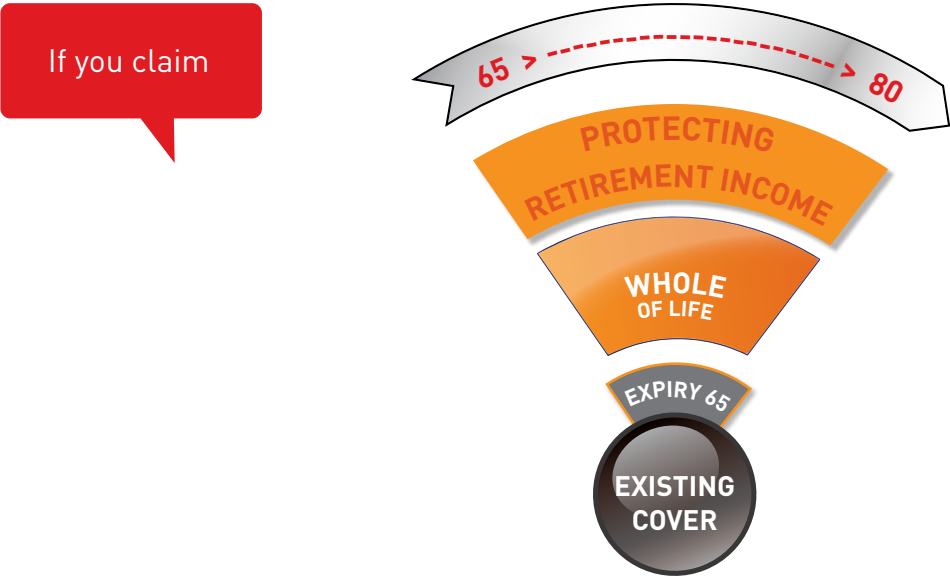 If you claim
65 > -------- > 80
PROTECTING
RETIREMENT INCOME
WHOLE
OF LIFE
EXPIRY 65
EXISTING
COVER